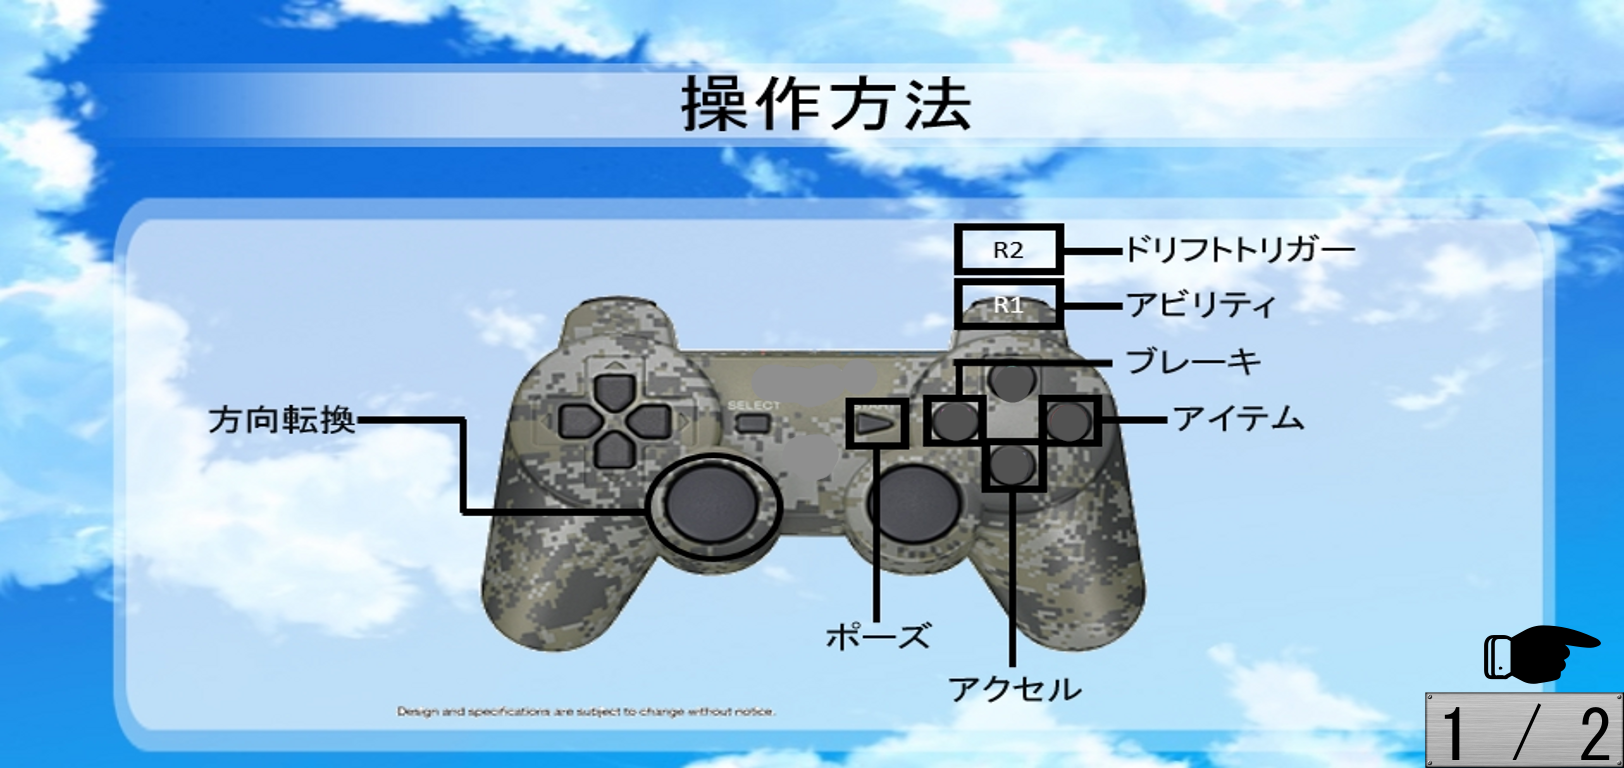 操作方法
R2
ドリフトトリガー
R1
アビリティ
ブレーキ
SELECT
方向転換
アイテム
ポーズ
アクセル
Design and specifications are subject to change without notice.
1 / 2